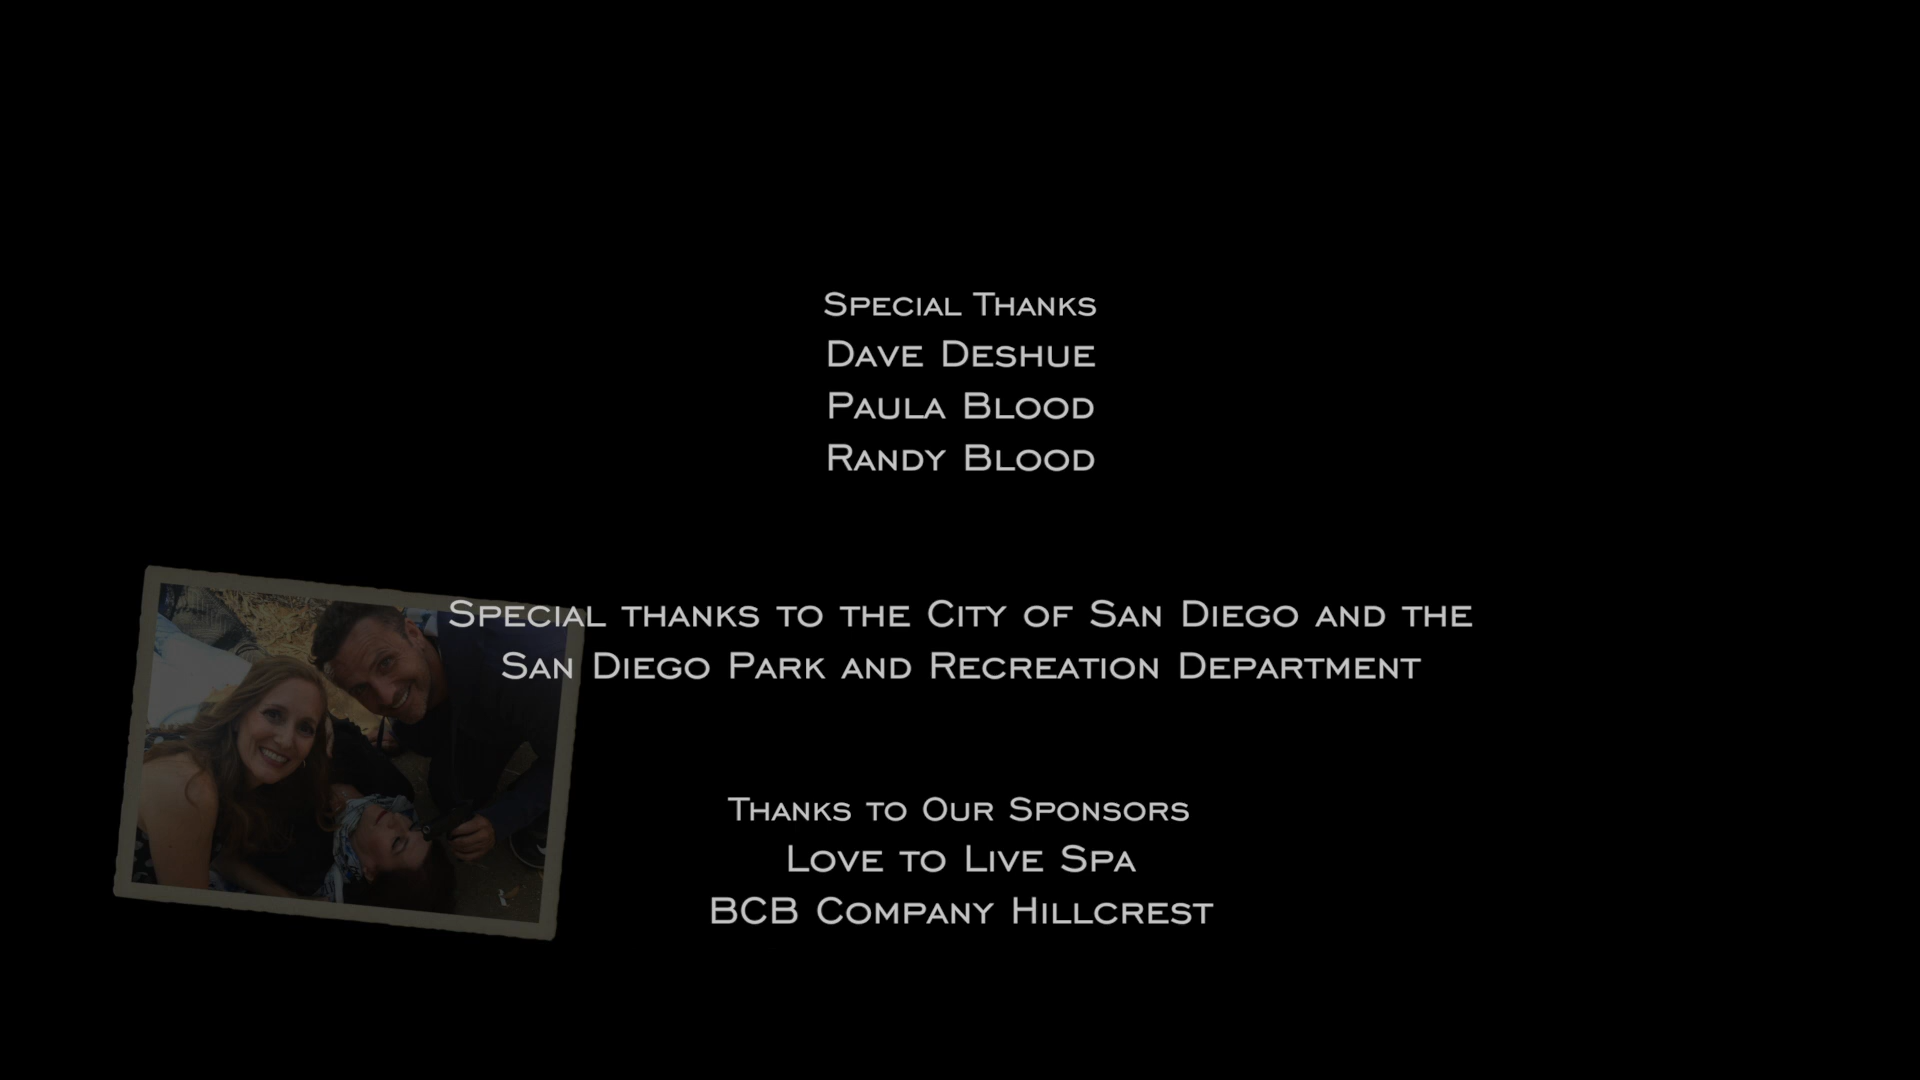 Special Thanks
Dave Deshue
Paula Blood
Randy Blood
Special thanks to the City of San Diego and the
San Diego Park and Recreation Department
Thanks to Our Sponsors
Love to Live Spa
BCB Company Hillcrest